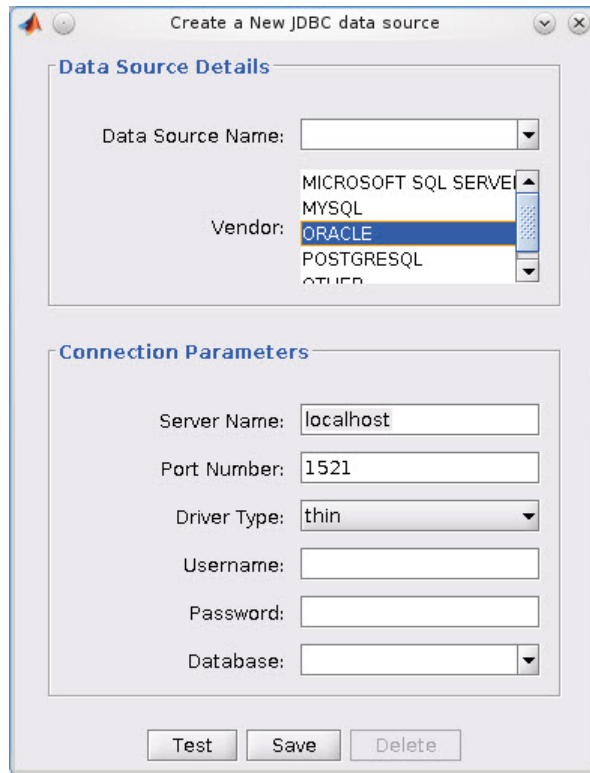 Create a New JDBC data source
Data Source Details
Data Source Name:
Vendor:
MICROSOFT SQL SERVE
MYSQL
ORACLE
POSTGRESQL
OTHER
Connection Parameters
Server Name: localhost
Port Number: 1521
Driver Type: thin
Username:
Password:
Database:
Test Save Delete